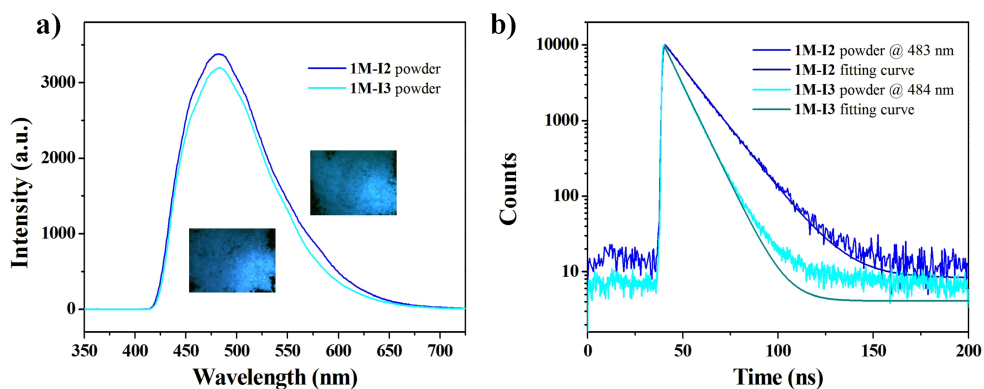 a)
1M-I2 powder
1M-I3 powder
Intensity (a.u.)
3000
2000
1000
0
350 400 450 500 550 600 650 700
Wavelength (nm)
b)
1M-I2 powder @ 483 nm
1M-I2 fitting curve
1M-I3 powder @ 484 nm
1M-I3 fitting curve
Counts
10000
1000
100
10
0 50 100 150 200
Time (ns)